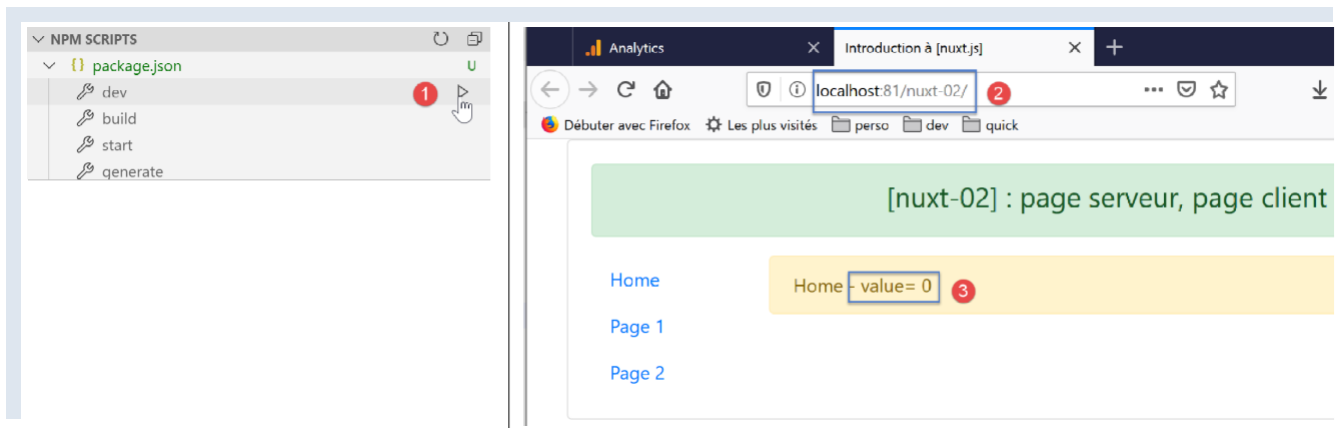 NPM SCRIPTS
package.json U
dev 1
build
start
generate
Analytics
Introduction à [nuxt.js]
localhost:81/nuxt-02/ 2
Débuter avec Firefox Les plus visités perso dev quick
[nuxt-02] : page serveur, page client
Home
Home - value= 0 3
Page 1
Page 2